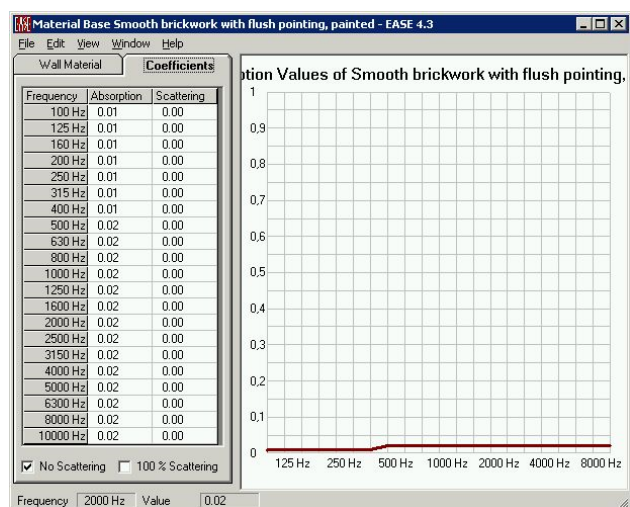 Material Base Smooth brickwork with flush pointing, painted - EASE 4.3
File Edit View Window Help
Wall Material Coefficients
Frequency Absorption Scattering
100 Hz 0.01 0.00
125 Hz 0.01 0.00
160 Hz 0.01 0.00
200 Hz 0.01 0.00
250 Hz 0.01 0.00
315 Hz 0.01 0.00
400 Hz 0.01 0.00
500 Hz 0.02 0.00
630 Hz 0.02 0.00
800 Hz 0.02 0.00
1000 Hz 0.02 0.00
1250 Hz 0.02 0.00
1600 Hz 0.02 0.00
2000 Hz 0.02 0.00
2500 Hz 0.02 0.00
3150 Hz 0.02 0.00
4000 Hz 0.02 0.00
5000 Hz 0.02 0.00
6300 Hz 0.02 0.00
8000 Hz 0.02 0.00
10000 Hz 0.02 0.00
No Scattering 100 % Scattering
ption Values of Smooth brickwork with flush pointing,
1
0,9
0,8
0,7
0,6
0,5
0,4
0,3
0,2
0,1
0
125 Hz 250 Hz 500 Hz 1000 Hz 2000 Hz 4000 Hz 8000 Hz
Frequency 2000 Hz Value 0.02